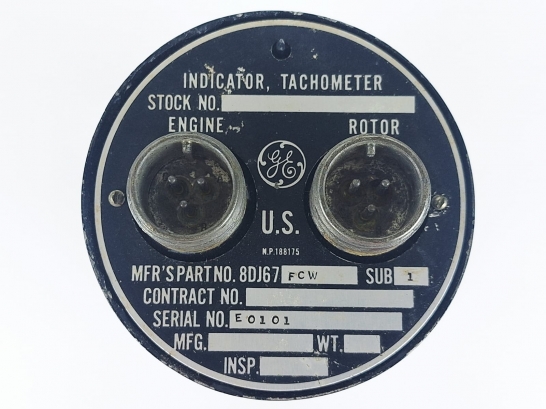 INDICATOR, TACHOMETER
STOCK NO.
ENGINE ROTOR
GE
U.S.
N.P. 188175
MFR'S PART NO. 8DJ67 FCW SUB 1
CONTRACT NO.
SERIAL NO. E0101
MFG. WT.
INSP.